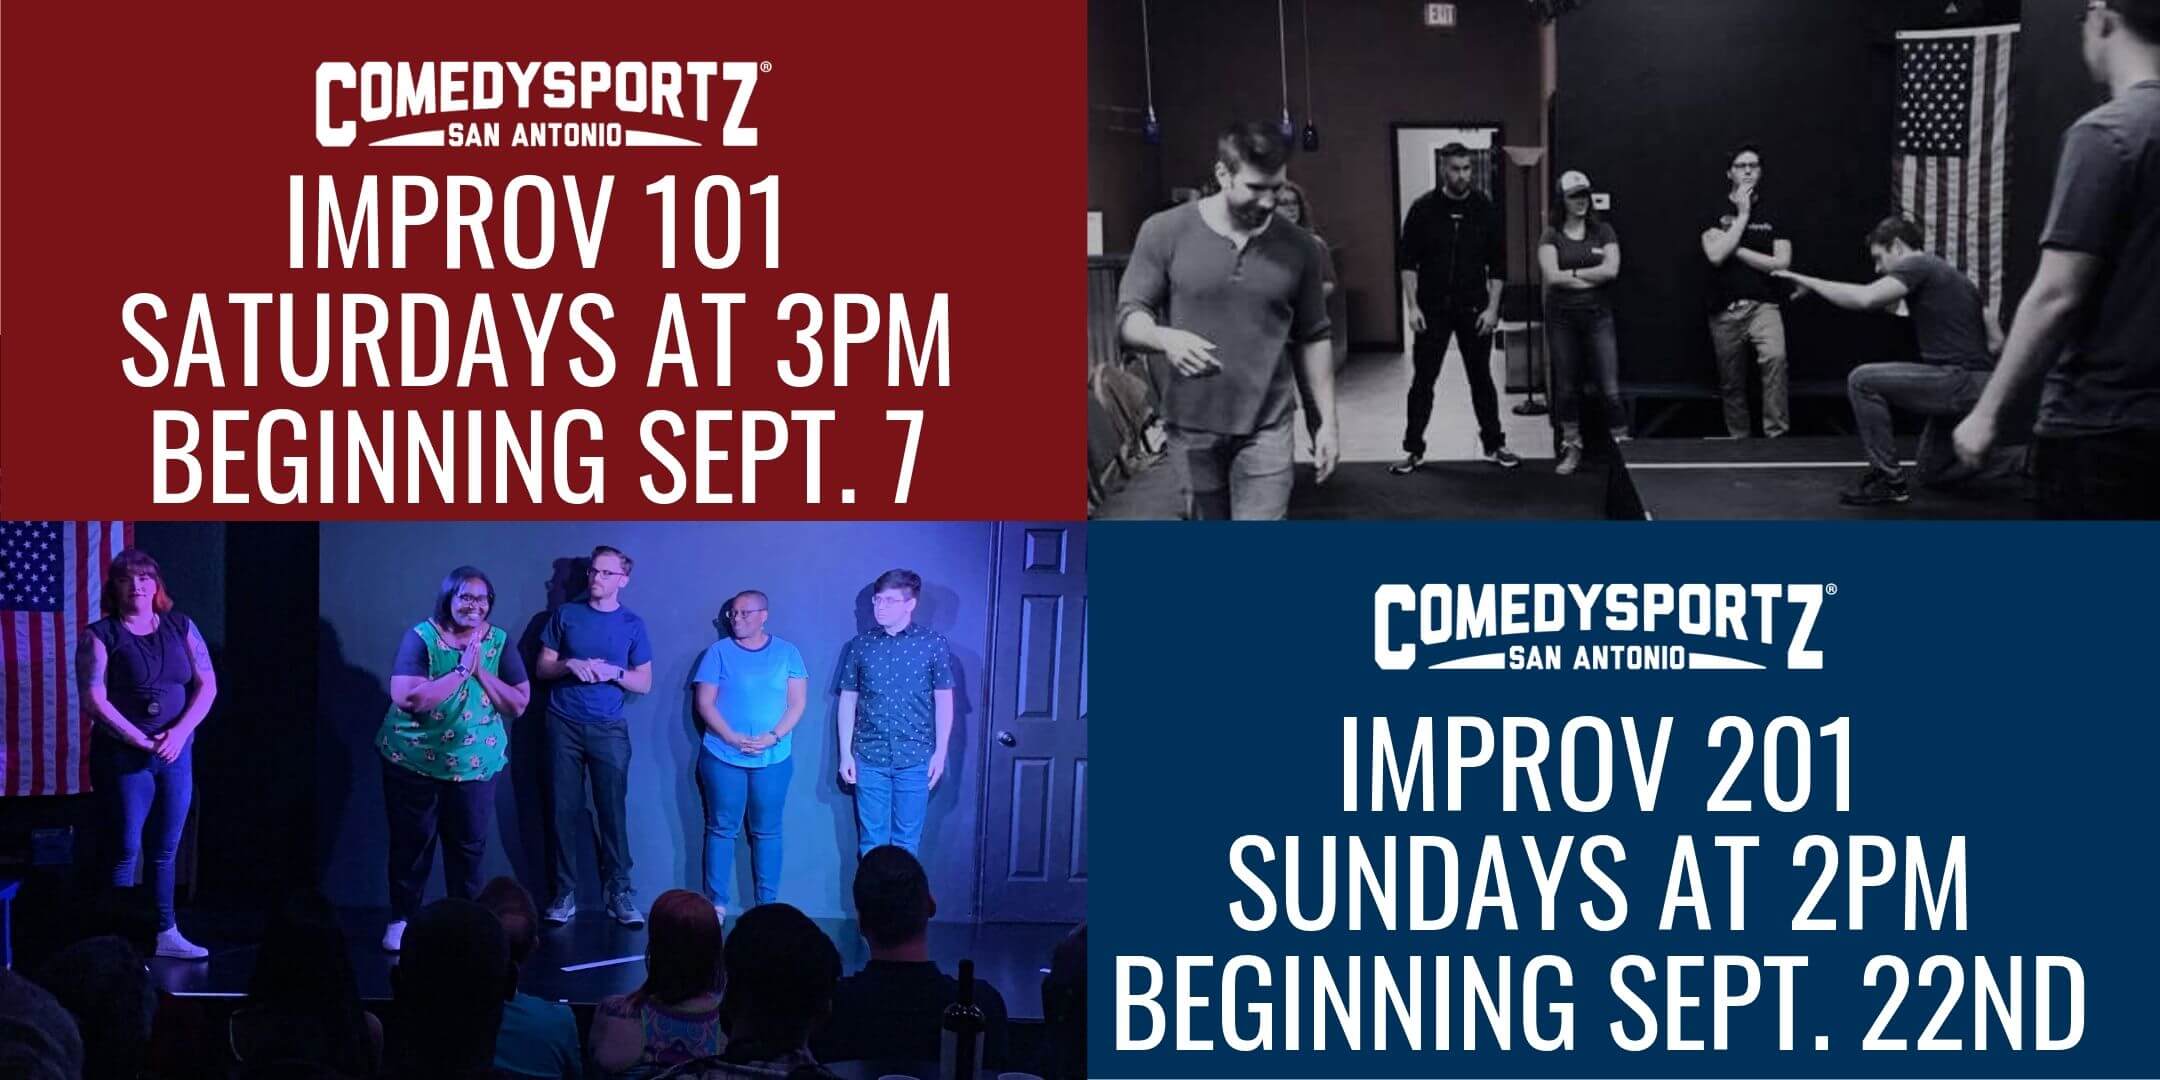 COMEDYSPORTZ®
SAN ANTONIO
IMPROV 101
SATURDAYS AT 3PM
BEGINNING SEPT. 7
EXIT
COMEDYSPORTZ®
SAN ANTONIO
IMPROV 201
SUNDAYS AT 2PM
BEGINNING SEPT. 22ND